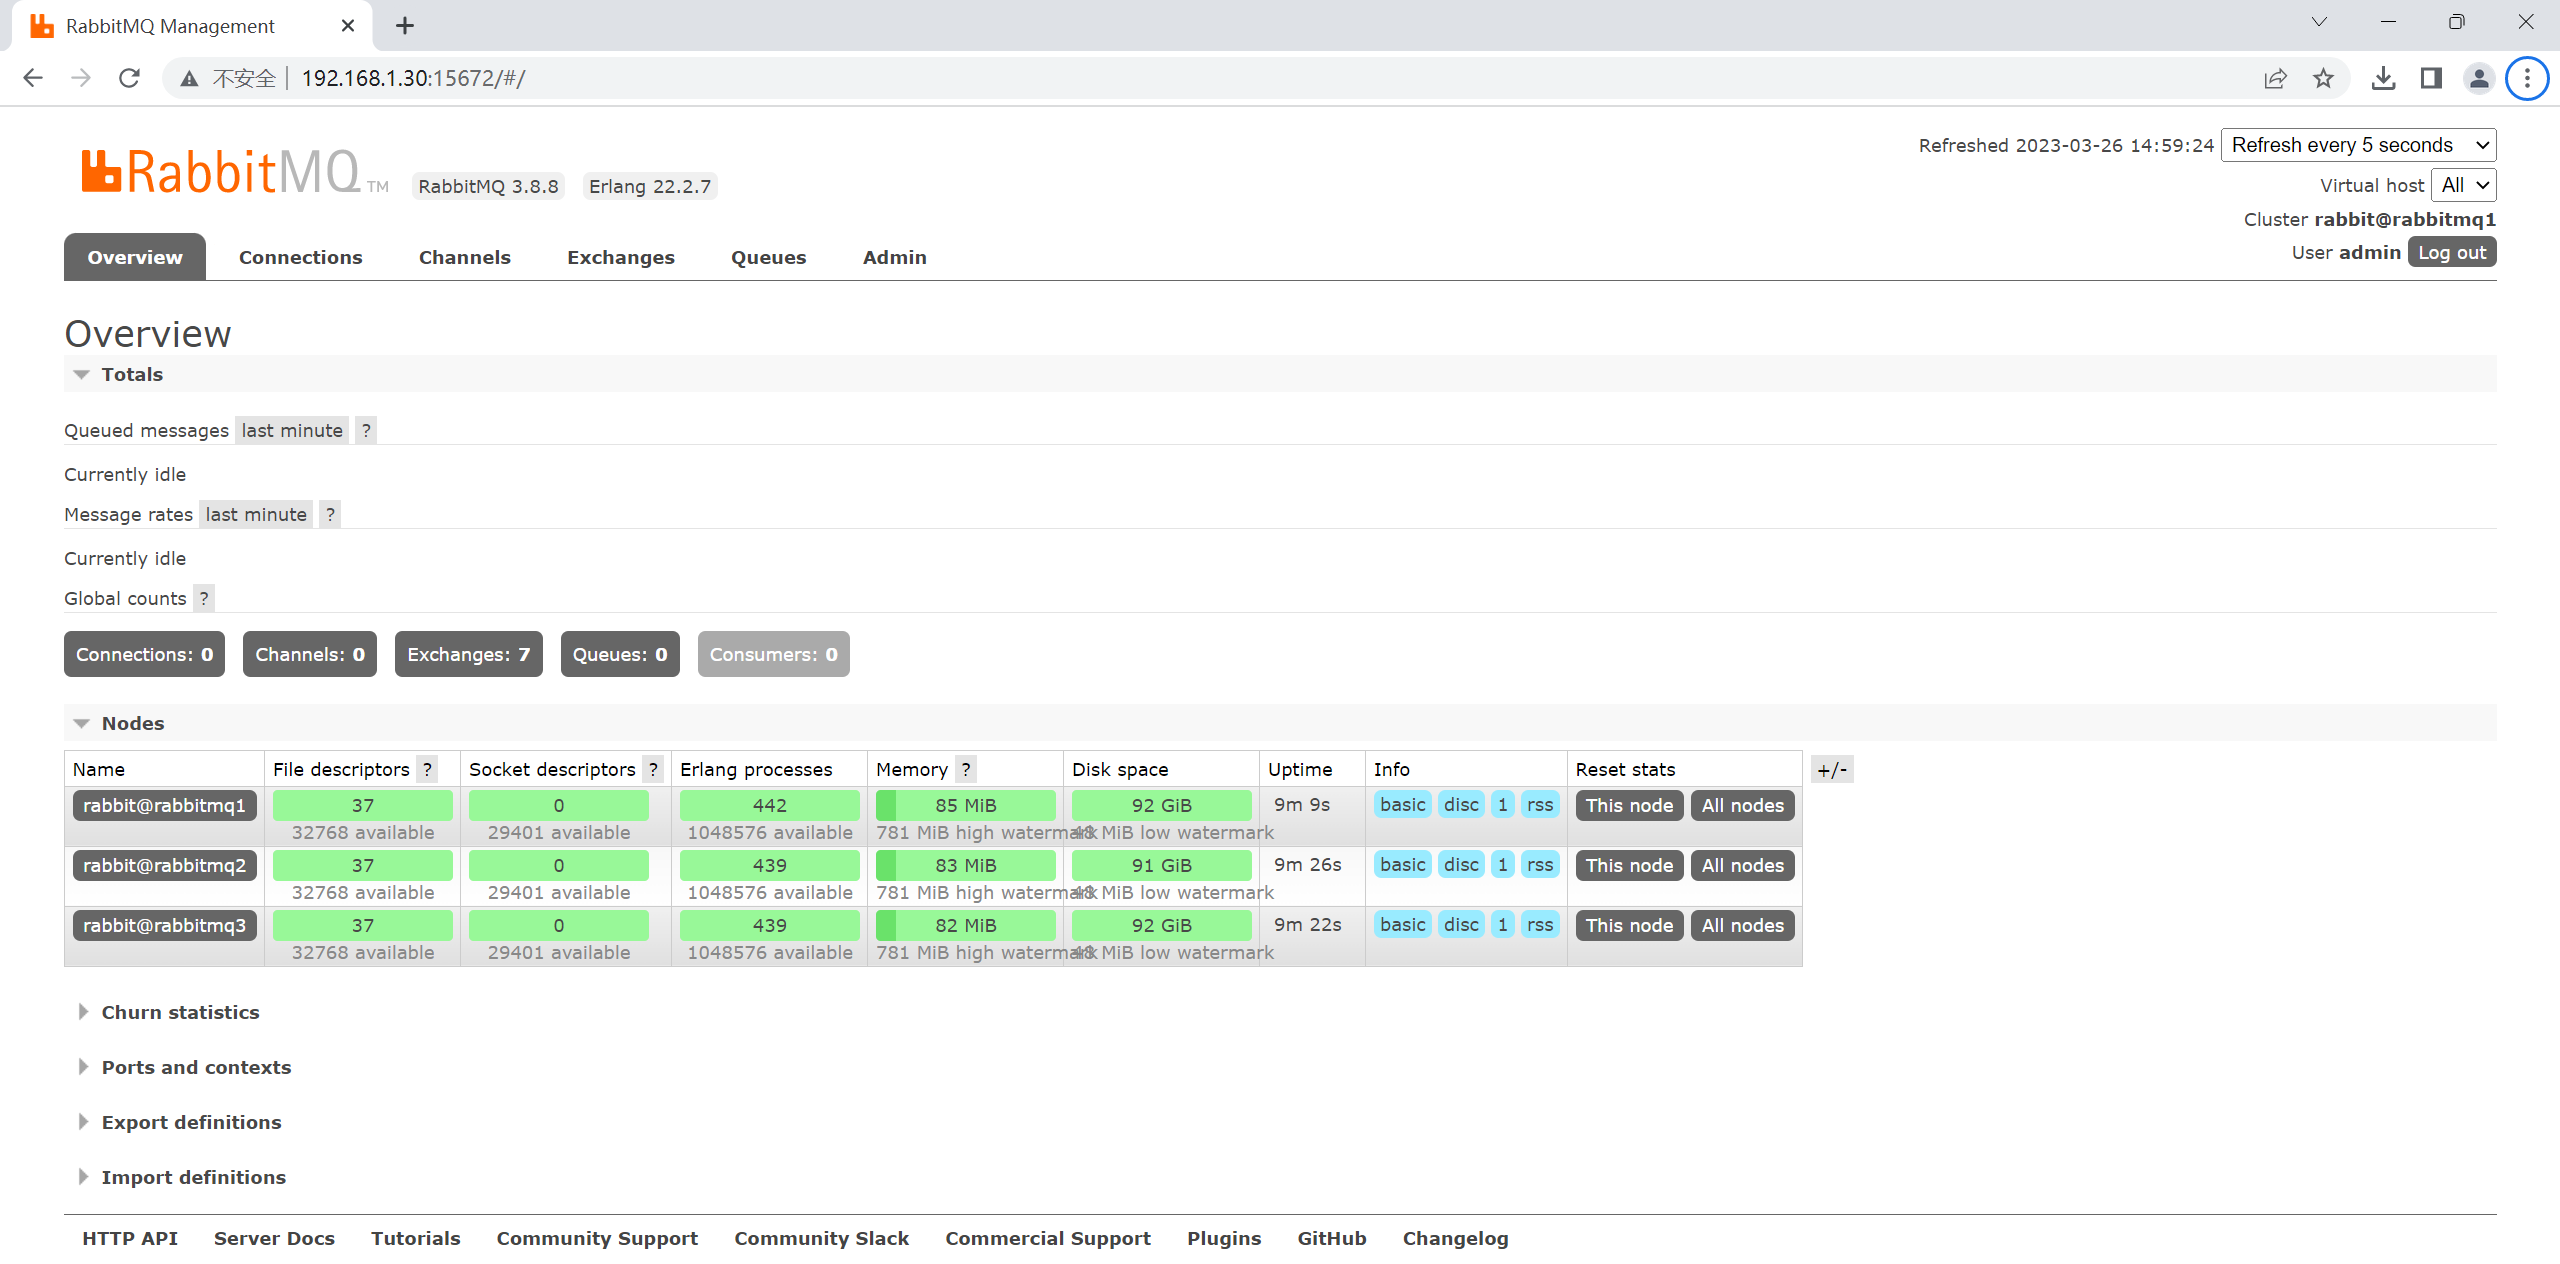 RabbitMQ Management
不安全 192.168.1.30:15672/#/
RabbitMQ TM RabbitMQ 3.8.8 Erlang 22.2.7
Refreshed 2023-03-26 14:59:24 Refresh every 5 seconds
Virtual host All
Cluster rabbit@rabbitmq1
User admin Log out
Overview Connections Channels Exchanges Queues Admin
Overview
Totals
Queued messages last minute ?
Currently idle
Message rates last minute ?
Currently idle
Global counts ?
Connections: 0 Channels: 0 Exchanges: 7 Queues: 0 Consumers: 0
Nodes
Name File descriptors ? Socket descriptors ? Erlang processes Memory ? Disk space Uptime Info Reset stats +/-
rabbit@rabbitmq1 37 0 442 85 MiB 92 GiB 9m 9s basic disc 1 rss This node All nodes
32768 available 29401 available 1048576 available 781 MiB high watermark 48 MiB low watermark
rabbit@rabbitmq2 37 0 439 83 MiB 91 GiB 9m 26s basic disc 1 rss This node All nodes
32768 available 29401 available 1048576 available 781 MiB high watermark 48 MiB low watermark
rabbit@rabbitmq3 37 0 439 82 MiB 92 GiB 9m 22s basic disc 1 rss This node All nodes
32768 available 29401 available 1048576 available 781 MiB high watermark 48 MiB low watermark
Churn statistics
Ports and contexts
Export definitions
Import definitions
HTTP API Server Docs Tutorials Community Support Community Slack Commercial Support Plugins GitHub Changelog